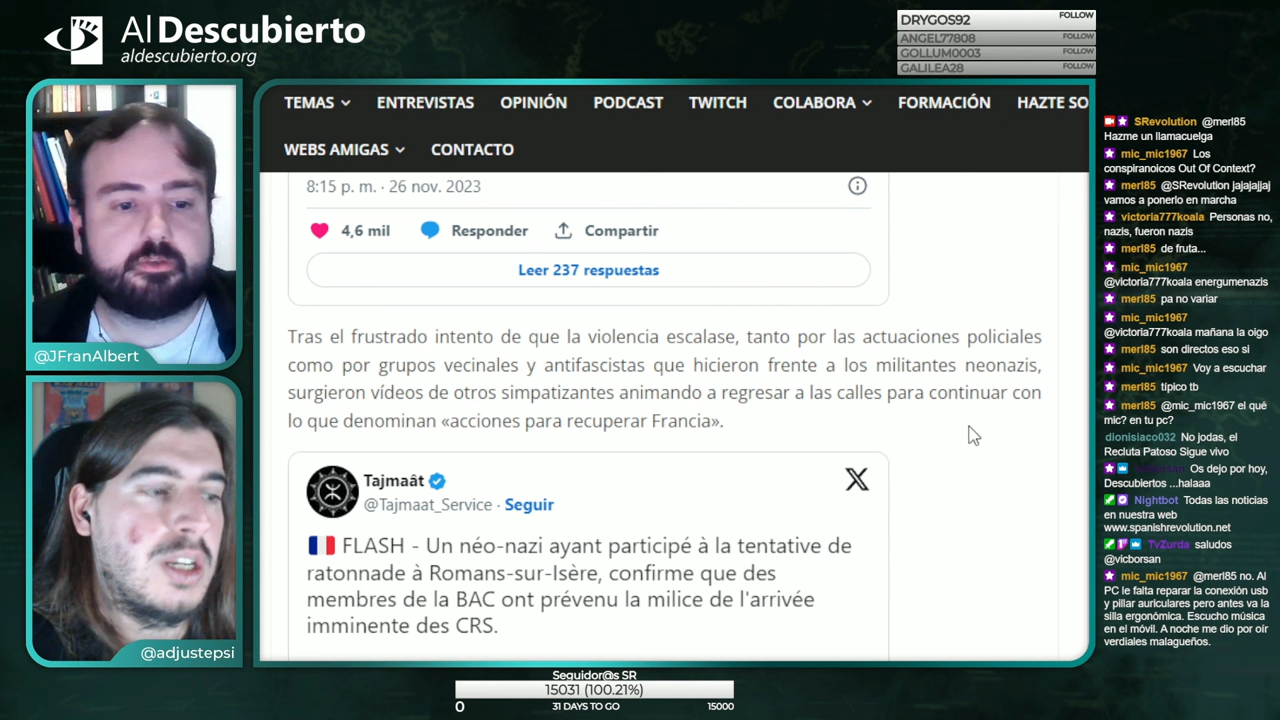 Al Descubierto
aldescubierto.org
DRYGOS92 FOLLOW
ANGEL77808 FOLLOW
GOLLUM0003 FOLLOW
GALILEA28 FOLLOW
TEMAS ENTREVISTAS OPINIÓN PODCAST TWITCH COLABORA FORMACIÓN HAZTE SO
WEBS AMIGAS CONTACTO
8:15 p. m. · 26 nov. 2023
4,6 mil Responder Compartir
Leer 237 respuestas
Tras el frustrado intento de que la violencia escalase, tanto por las actuaciones policiales
como por grupos vecinales y antifascistas que hicieron frente a los militantes neonazis,
surgieron vídeos de otros simpatizantes animando a regresar a las calles para continuar con
lo que denominan «acciones para recuperar Francia».
Tajmaât
@Tajmaat_Service · Seguir
FLASH - Un néo-nazi ayant participé à la tentative de
ratonnade à Romans-sur-Isère, confirme que des
membres de la BAC ont prévenu la milice de l'arrivée
imminente des CRS.
@JFranAlbert
@adjustepsi
SRevolution @merl85
Hazme un llamacuelga
mic_mic1967 Los
conspiranoicos Out Of Context?
merl85 @SRevolution jajajajjaj
vamos a ponerlo en marcha
victoria777koala Personas no,
nazis, fueron nazis
merl85 de fruta...
mic_mic1967
@victoria777koala energumenazis
merl85 pa no variar
mic_mic1967
@victoria777koala mañana la oigo
merl85 son directos eso si
mic_mic1967 Voy a escuchar
merl85 típico tb
merl85 @mic_mic1967 el qué
mic? en tu pc?
dionisiaco032 No jodas, el
Recluta Patoso Sigue vivo
Os dejo por hoy,
Descubiertos ...halaaa
Nightbot Todas las noticias
en nuestra web
www.spanishrevolution.net
TvZurda saludos
@vicborsan
mic_mic1967 @merl85 no. Al
PC le falta reparar la conexión usb
y pillar auriculares pero antes va la
silla ergonómica. Escucho música
en el móvil. A noche me dio por oír
verdiales malagueños.
Seguidor@s SR
15031 (100.21%)
0 31 DAYS TO GO 15000